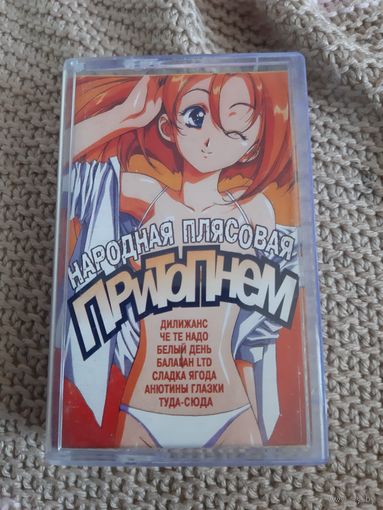 НАРОДНАЯ ПЛЯСОВАЯ
ПРИТОПНЕМ
ДИЛИЖАНС
ЧЕ ТЕ НАДО
БЕЛЫЙ ДЕНЬ
БАЛАГАН LTD
СЛАДКА ЯГОДА
АНЮТИНЫ ГЛАЗКИ
ТУДА-СЮДА